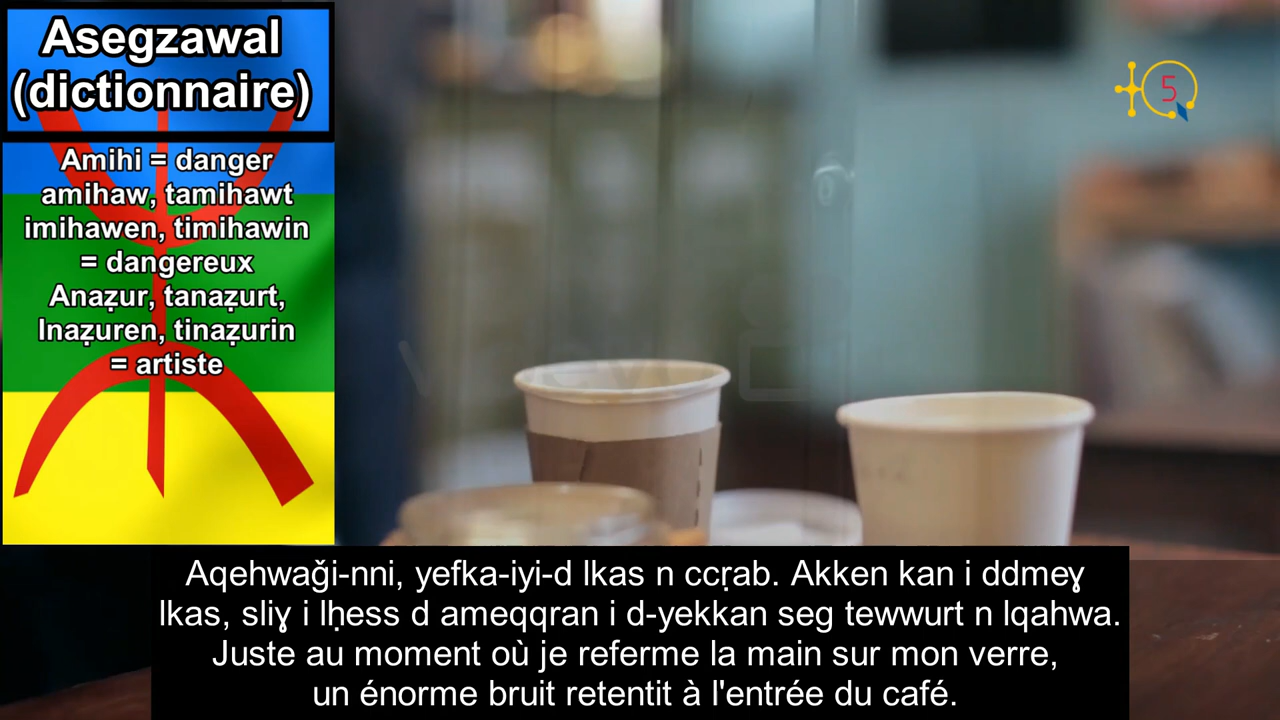 Asegzawal
(dictionnaire)
Amihi = danger
amihaw, tamihawt
imihawen, timihawin
= dangereux
Anaẓur, tanaẓurt,
Inaẓuren, tinaẓurin
= artiste
5
Aqehwaǧi-nni, yefka-iyi-d lkas n ccṛab. Akken kan i ddmeɣ
lkas, sliɣ i lḥess d ameqqran i d-yekkan seg tewwurt n lqahwa.
Juste au moment où je referme la main sur mon verre,
un énorme bruit retentit à l'entrée du café.